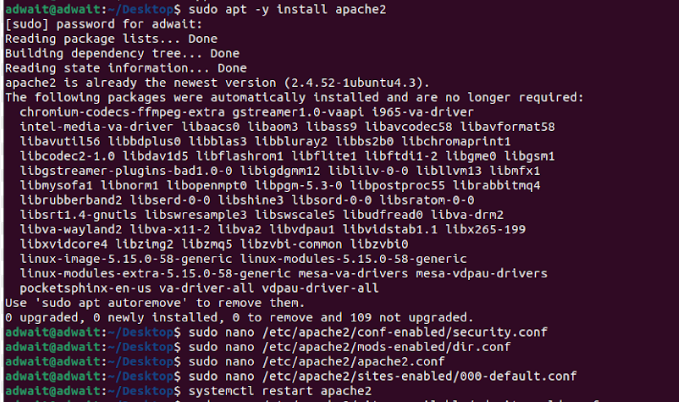 adwait@adwait:~/Desktop$ sudo apt -y install apache2
[sudo] password for adwait:
Reading package lists... Done
Building dependency tree... Done
Reading state information... Done
apache2 is already the newest version (2.4.52-1ubuntu4.3).
The following packages were automatically installed and are no longer required:
  chromium-codecs-ffmpeg-extra gstreamer1.0-vaapi i965-va-driver
  intel-media-va-driver libaacs0 libaom3 libass9 libavcodec58 libavformat58
  libavutil56 libbdplus0 libblas3 libbluray2 libbs2b0 libchromaprint1
  libcodec2-1.0 libdav1d5 libflashrom1 libflite1 libftdi1-2 libgme0 libgsm1
  libgstreamer-plugins-bad1.0-0 libigdgmm12 liblilv-0-0 libllvm13 libmfx1
  libmysofa1 libnorm1 libopenmpt0 libpgm-5.3-0 libpostproc55 librabbitmq4
  librubberband2 libserd-0-0 libshine3 libsord-0-0 libsratom-0-0
  libsrt1.4-gnutls libswresample3 libswscale5 libudfread0 libva-drm2
  libva-wayland2 libva-x11-2 libva2 libvdpau1 libvidstab1.1 libx265-199
  libxvidcore4 libzimg2 libzmq5 libzvbi-common libzvbi0
  linux-image-5.15.0-58-generic linux-modules-5.15.0-58-generic
  linux-modules-extra-5.15.0-58-generic mesa-va-drivers mesa-vdpau-drivers
  pocketsphinx-en-us va-driver-all vdpau-driver-all
Use 'sudo apt autoremove' to remove them.
0 upgraded, 0 newly installed, 0 to remove and 109 not upgraded.
adwait@adwait:~/Desktop$ sudo nano /etc/apache2/conf-enabled/security.conf
adwait@adwait:~/Desktop$ sudo nano /etc/apache2/mods-enabled/dir.conf
adwait@adwait:~/Desktop$ sudo nano /etc/apache2/apache2.conf
adwait@adwait:~/Desktop$ sudo nano /etc/apache2/sites-enabled/000-default.conf
adwait@adwait:~/Desktop$ systemctl restart apache2